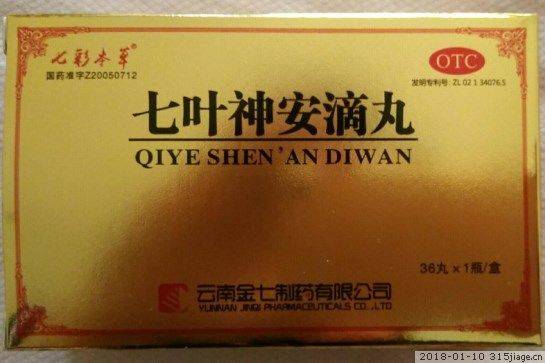 七彩本草®
国药准字Z20050712
OTC
发明专利号: ZL 02 1 34076.5
七叶神安滴丸
QIYE SHEN'AN DIWAN
36丸×1瓶/盒
云南金七制药有限公司
YUNNAN JINQI PHARMACEUTICALS CO.,LTD
2018-01-10 315jiage.cn